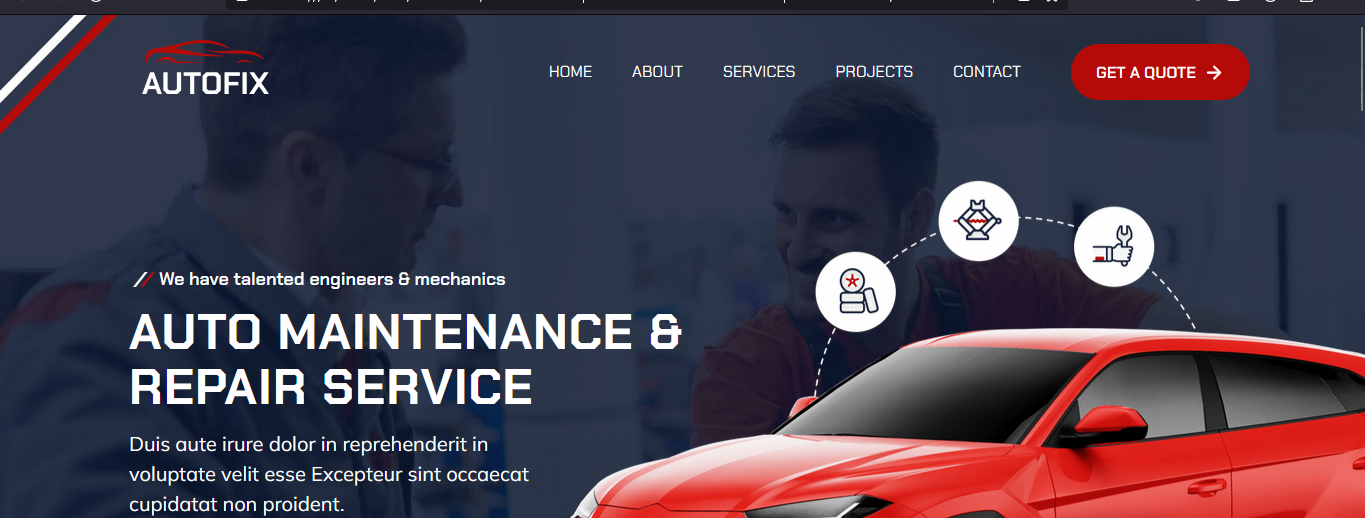 AUTOFIX
HOME ABOUT SERVICES PROJECTS CONTACT GET A QUOTE
We have talented engineers & mechanics
AUTO MAINTENANCE &
REPAIR SERVICE
Duis aute irure dolor in reprehenderit in
voluptate velit esse Excepteur sint occaecat
cupidatat non proident.